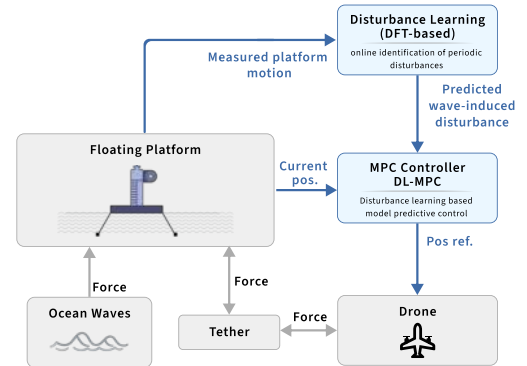 Disturbance Learning
(DFT-based)
online identification of periodic
disturbances
Measured platform
motion
Predicted
wave-induced
disturbance
Floating Platform
Current
pos.
MPC Controller
DL-MPC
Disturbance learning based
model predictive control
Pos ref.
Force
Force
Force
Ocean Waves
Tether
Drone